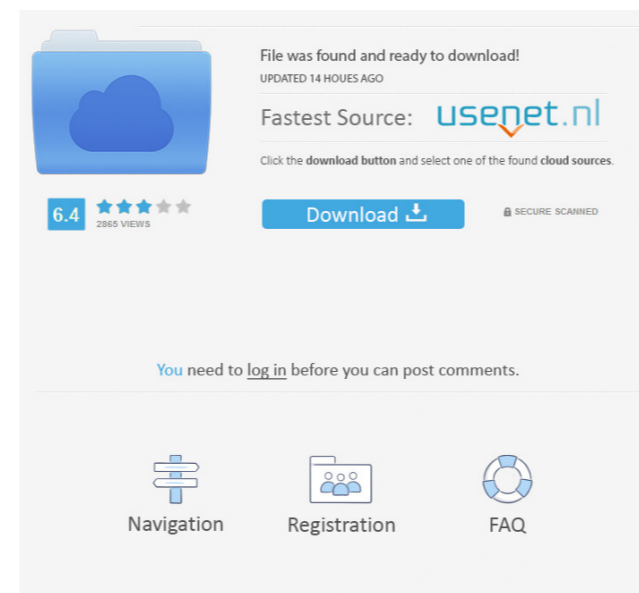 File was found and ready to download!
UPDATED 14 HOUES AGO
Fastest Source: usenet.nl
Click the download button and select one of the found cloud sources.
6.4
2865 VIEWS
Download
SECURE SCANNED
You need to log in before you can post comments.
Navigation
Registration
FAQ